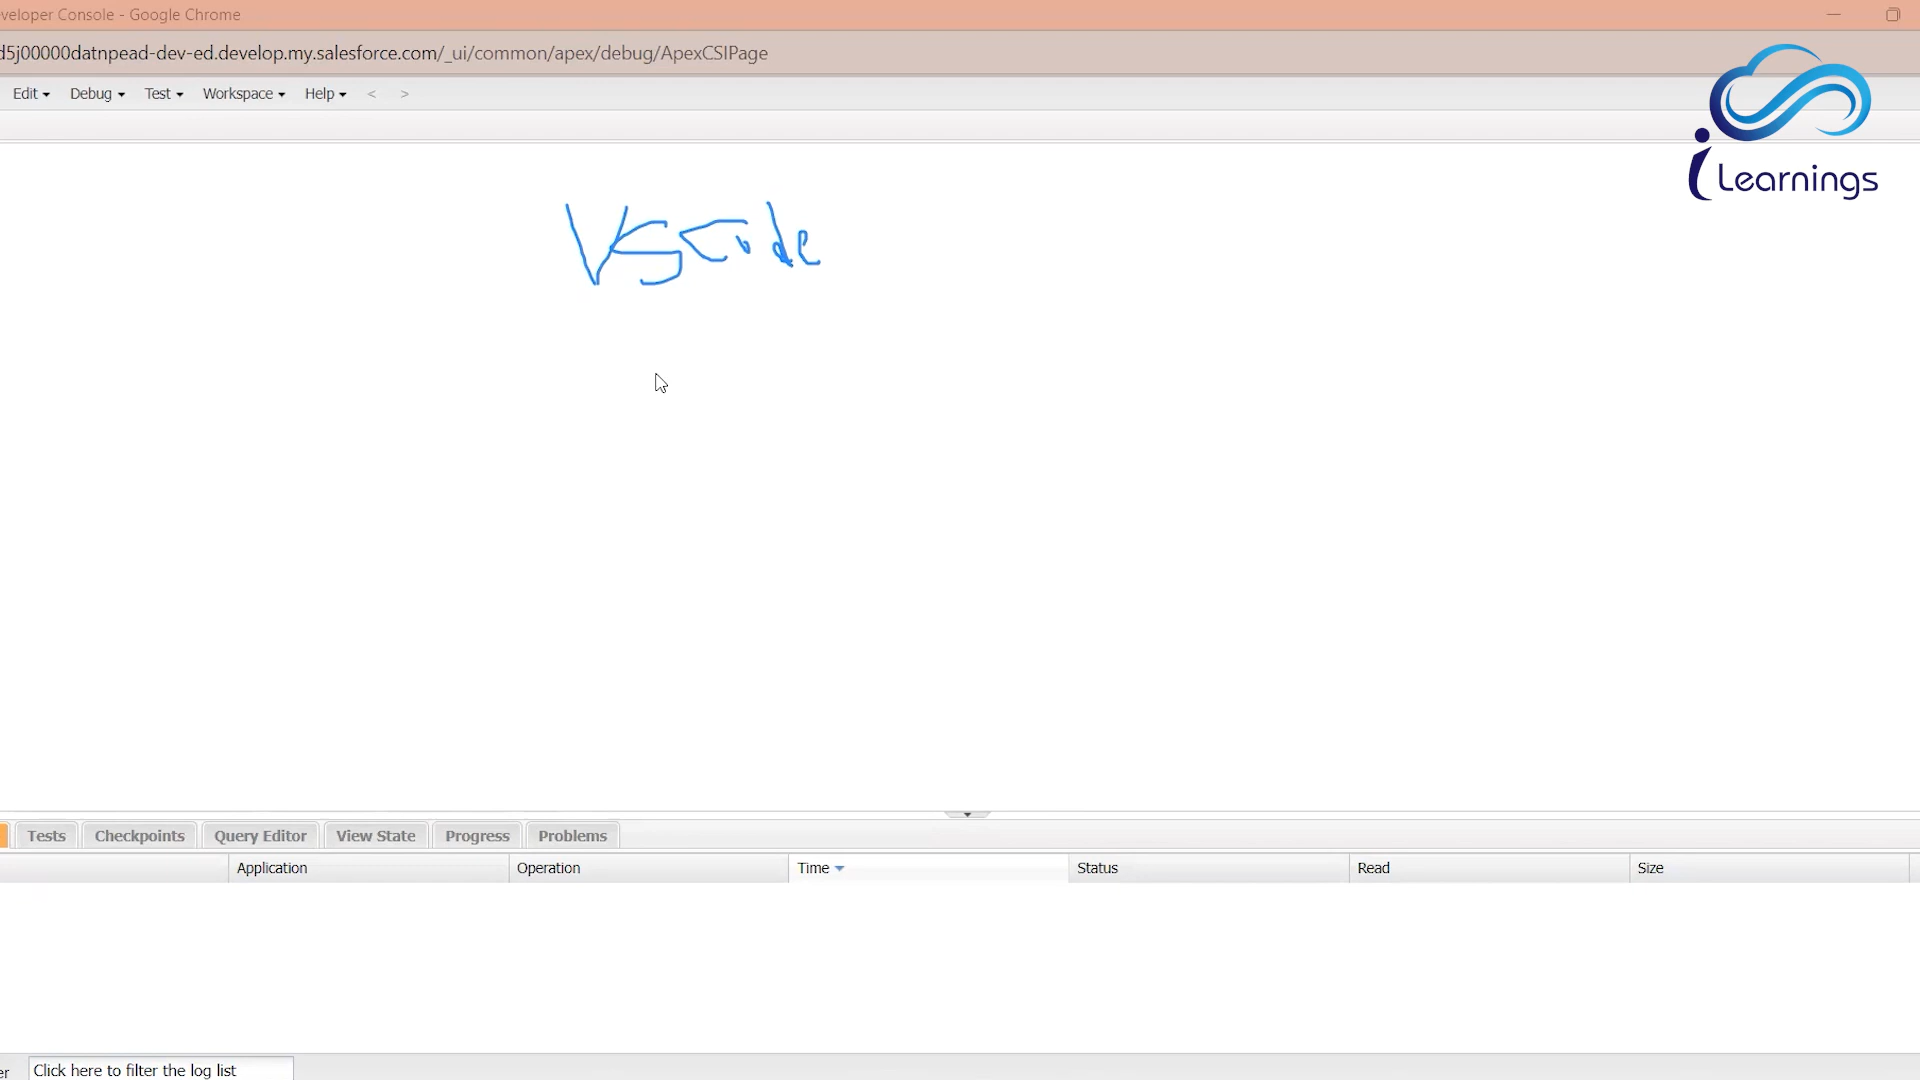 veloper Console - Google Chrome
d5j00000datnpead-dev-ed.develop.my.salesforce.com/_ui/common/apex/debug/ApexCSIPage
Edit Debug Test Workspace Help < >
i Learnings
VS Code
Tests Checkpoints Query Editor View State Progress Problems
Application Operation Time Status Read Size
er Click here to filter the log list